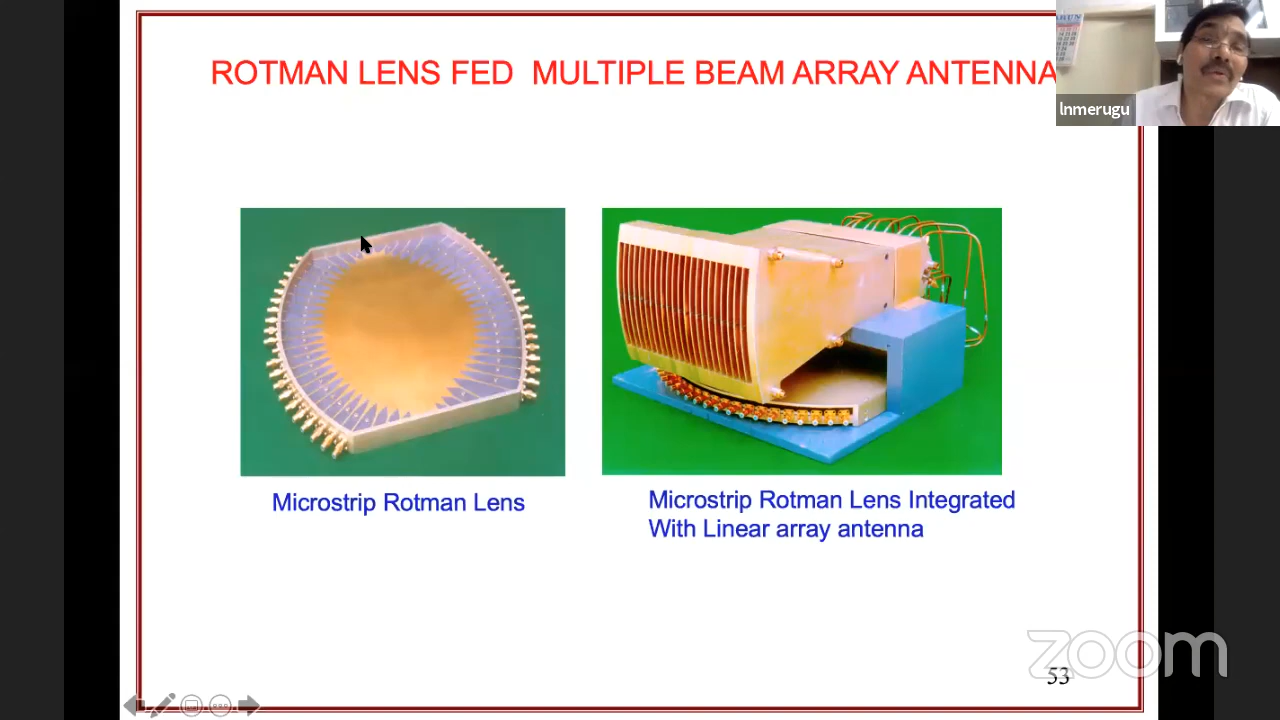 ROTMAN LENS FED MULTIPLE BEAM ARRAY ANTENNA
lnmerugu
Microstrip Rotman Lens
Microstrip Rotman Lens Integrated
With Linear array antenna
zoom
53